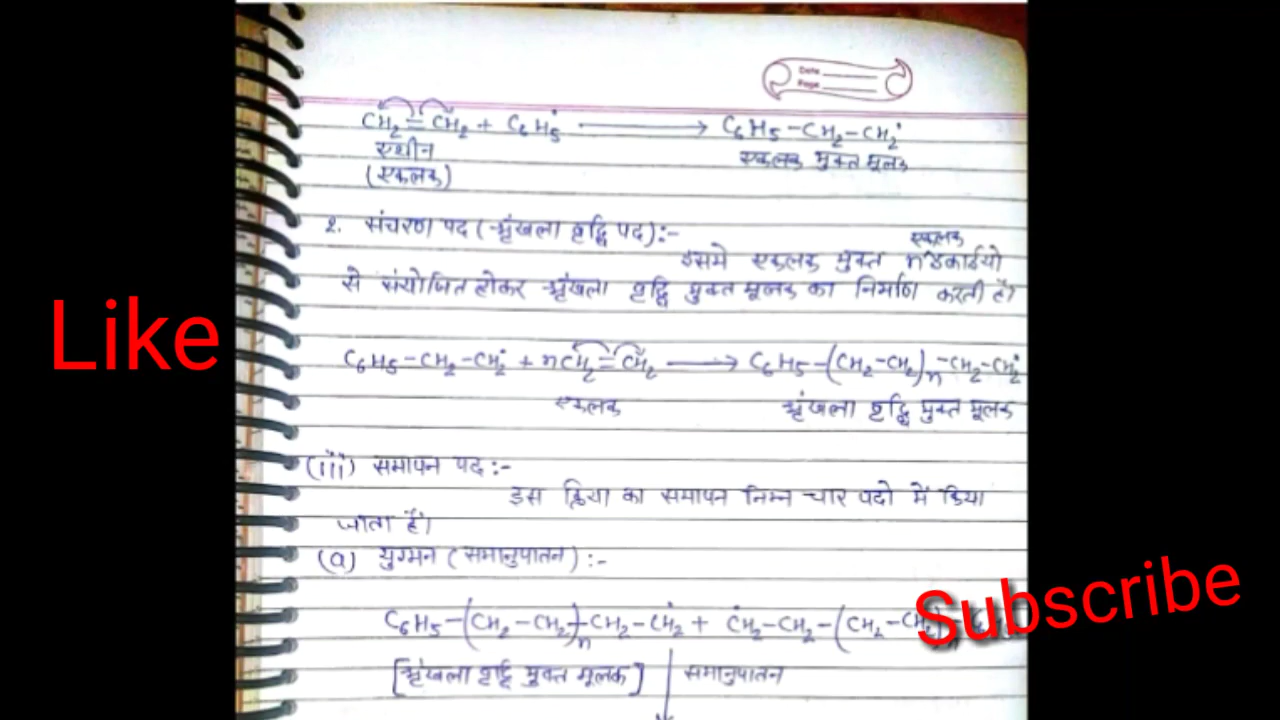 Date
Page
CH₂=CH₂ + C₆H₅• ⟶ C₆H₅-CH₂-CH₂•
एथीन
एकलक मुक्त मूलक
(एकलक)
2. संचरण पद (श्रृंखला वृद्धि पद):-
एकलक
इसमे एकलक मुक्त n इकाईयो
से संयोजित होकर श्रृंखला वृद्धि मुक्त मूलक का निर्माण करती है।
C₆H₅-CH₂-CH₂• + nCH₂=CH₂ ⟶ C₆H₅-(CH₂-CH₂)n-CH₂-CH₂•
एकलक श्रृंखला वृद्धि मुक्त मूलक
(iii) समापन पद:-
इस क्रिया का समापन निम्न चार पदो में किया
जाता है।
(a) युग्मन (समानुपातन):-
C₆H₅-(CH₂-CH₂)n-CH₂-CH₂• + •CH₂-CH₂-(CH₂-CH₂)
[श्रृंखला वृद्धि मुक्त मूलक] समानुपातन
Like
Subscribe